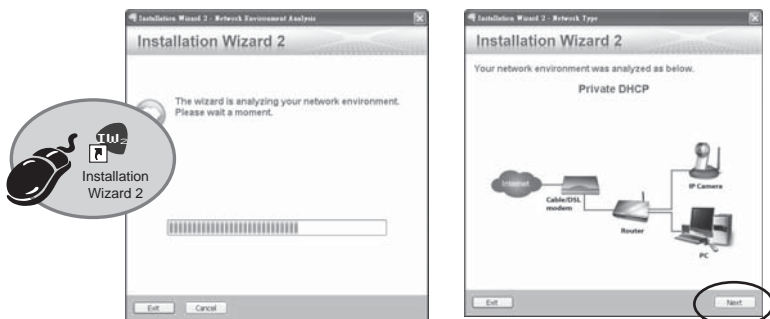 Installation Wizard 2 - Network Environment Analysis
Installation Wizard 2
The wizard is analyzing your network environment.
Please wait a moment.
IW2
Installation
Wizard 2
Exit
Cancel
Installation Wizard 2 - Network Type
Installation Wizard 2
Your network environment was analyzed as below.
Private DHCP
Internet
Cable/DSL
modem
Router
IP Camera
PC
Exit
Next